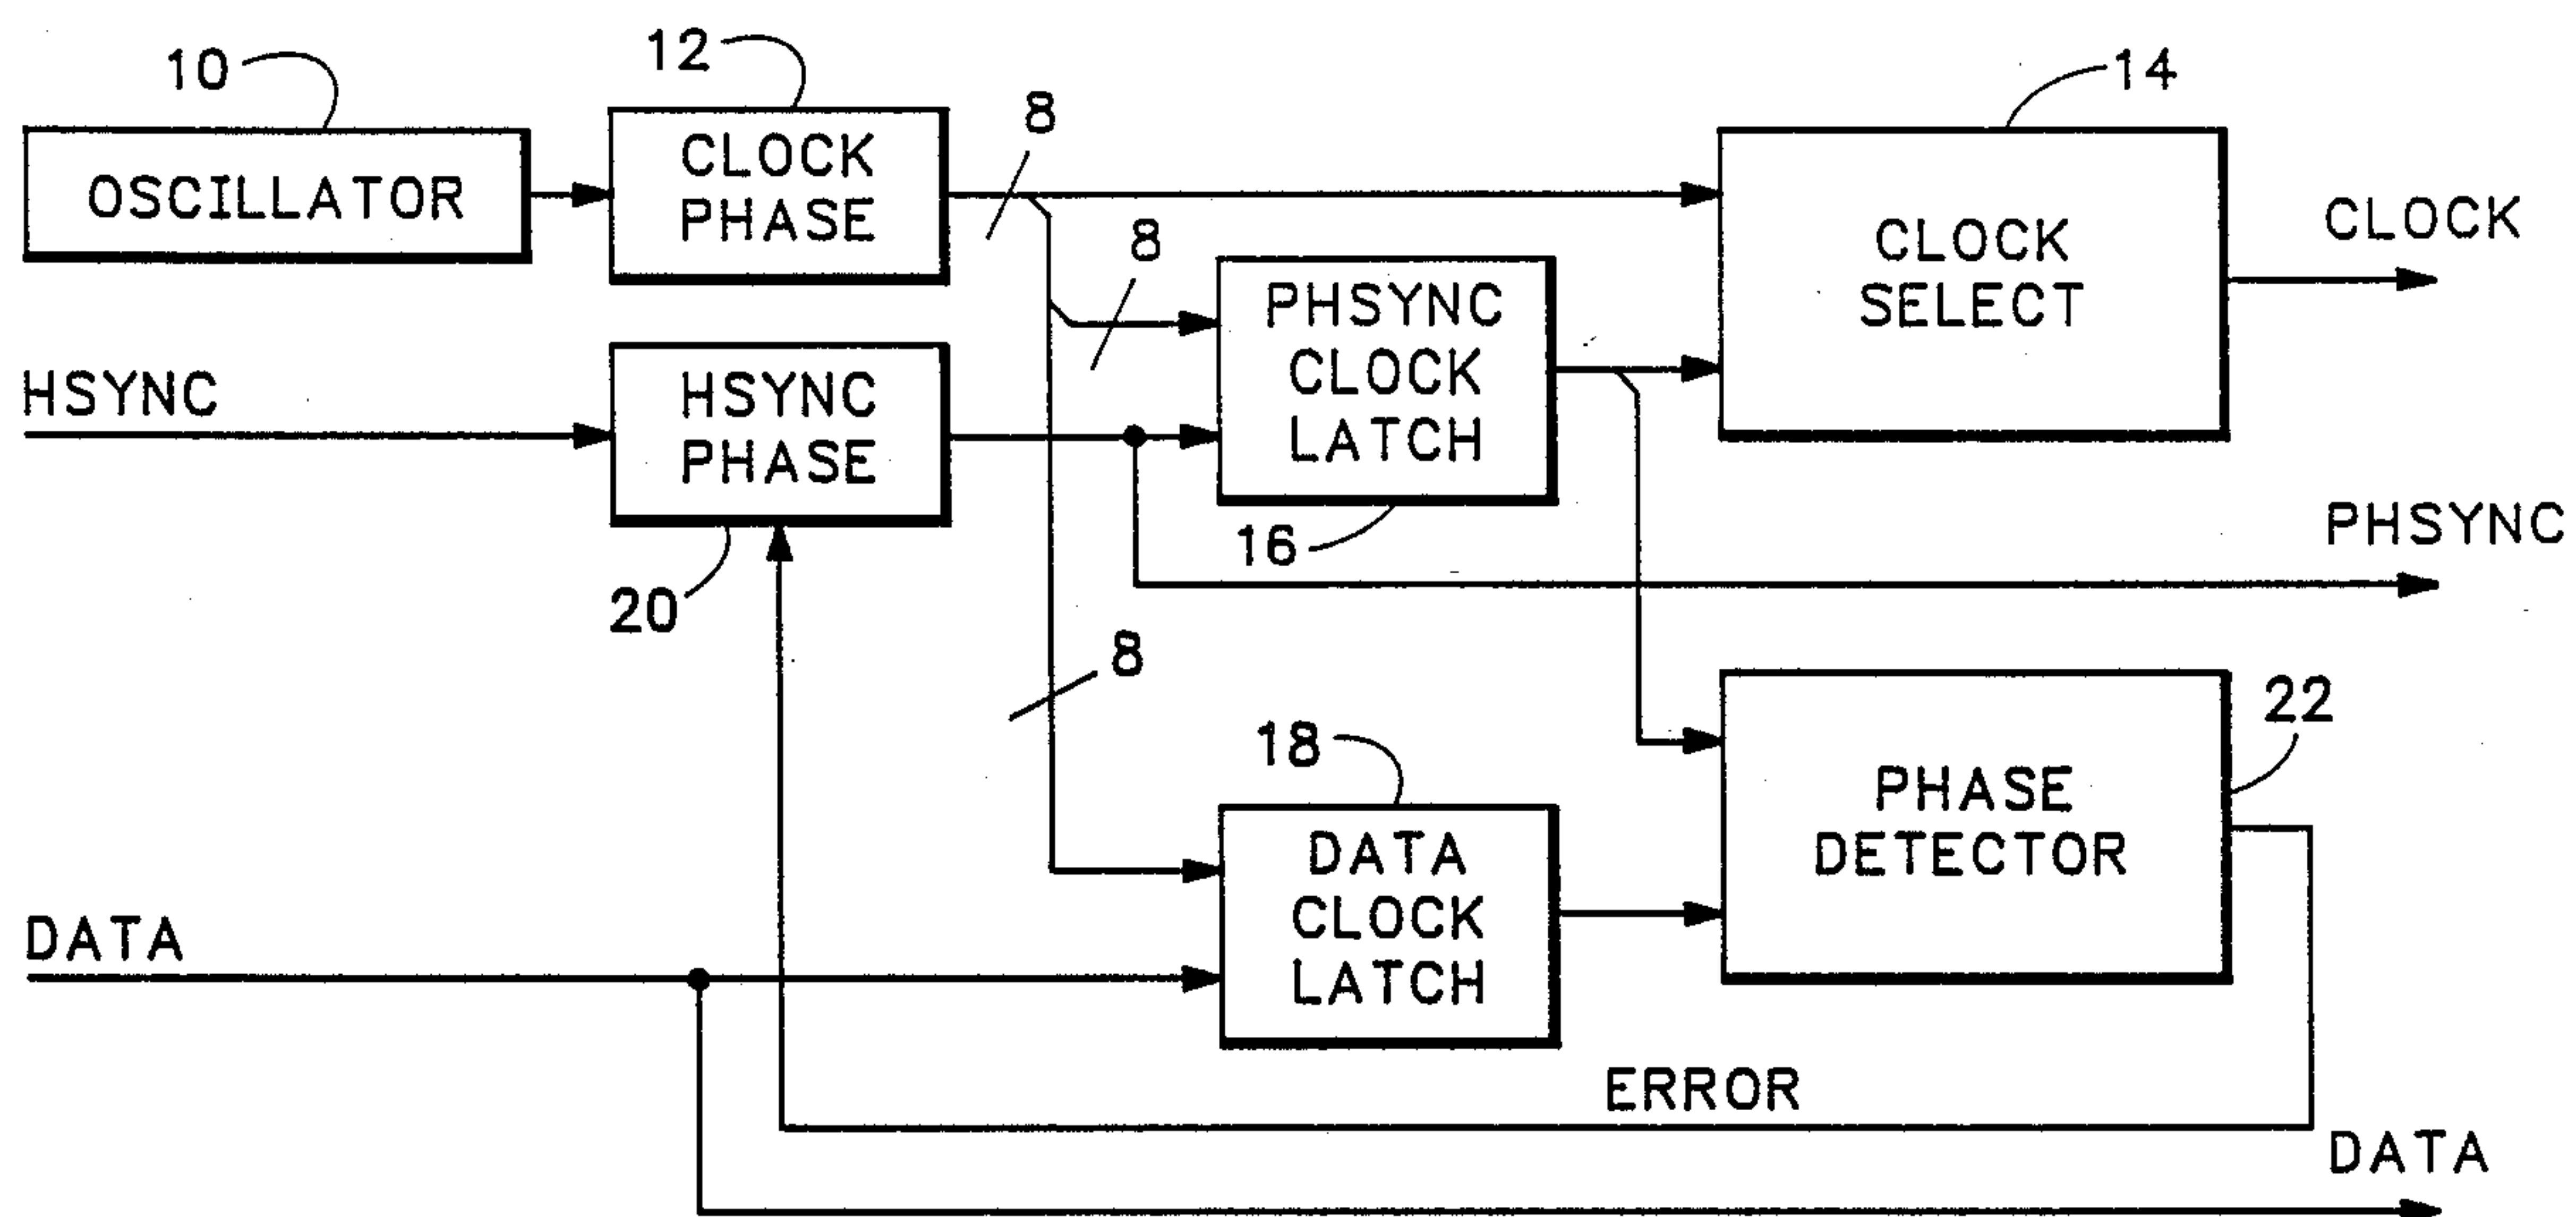 10
12
14
8
OSCILLATOR
CLOCK
PHASE
CLOCK
SELECT
CLOCK
8
PHSYNC
CLOCK
LATCH
HSYNC
HSYNC
PHASE
16
20
PHSYNC
8
18
22
PHASE
DETECTOR
DATA
CLOCK
LATCH
DATA
ERROR
DATA